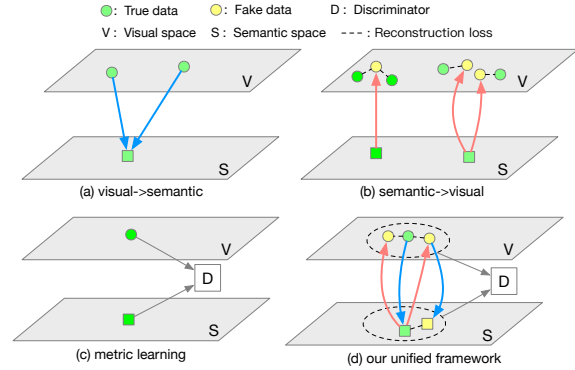 : True data : Fake data D : Discriminator
V : Visual space S : Semantic space ---- : Reconstruction loss
V V
S S
(a) visual->semantic (b) semantic->visual
V V
D D
S S
(c) metric learning (d) our unified framework